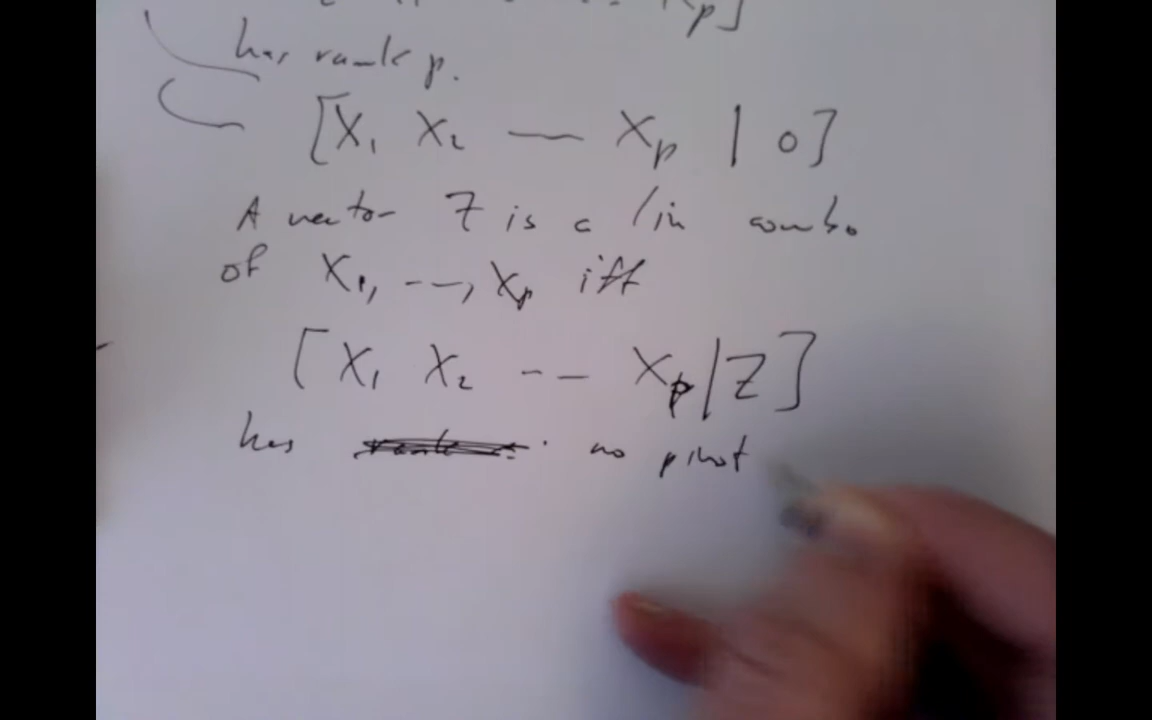 Xp]
has rank p.
[X1 X2 — Xp | 0]
A vector Z is a lin combo
of X1, --, Xp iff
[X1 X2 -- Xp | Z]
has no pivot